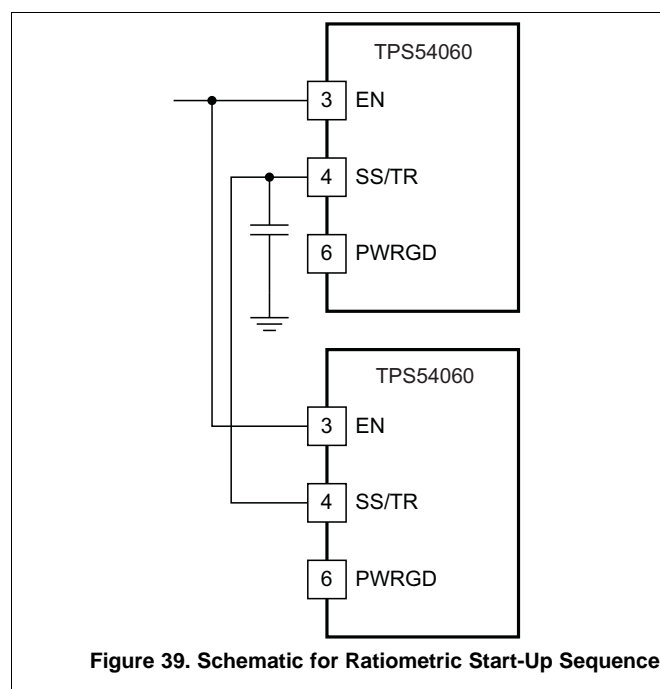 TPS54060
3 EN
4 SS/TR
6 PWRGD
TPS54060
3 EN
4 SS/TR
6 PWRGD
Figure 39. Schematic for Ratiometric Start-Up Sequence